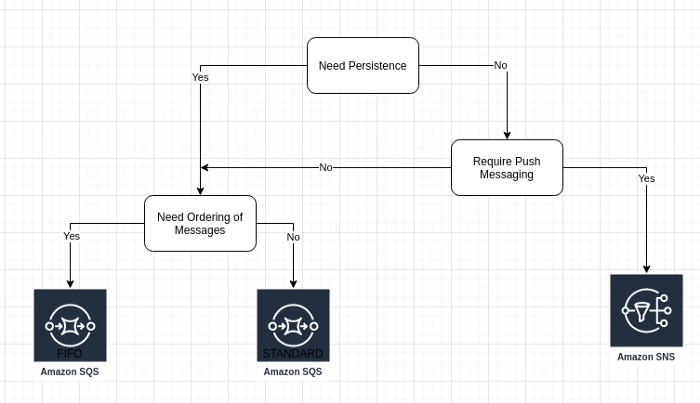 Need Persistence
Yes
No
Require Push
Messaging
No
Yes
Need Ordering of
Messages
Yes
No
FIFO
Amazon SQS
STANDARD
Amazon SQS
Amazon SNS